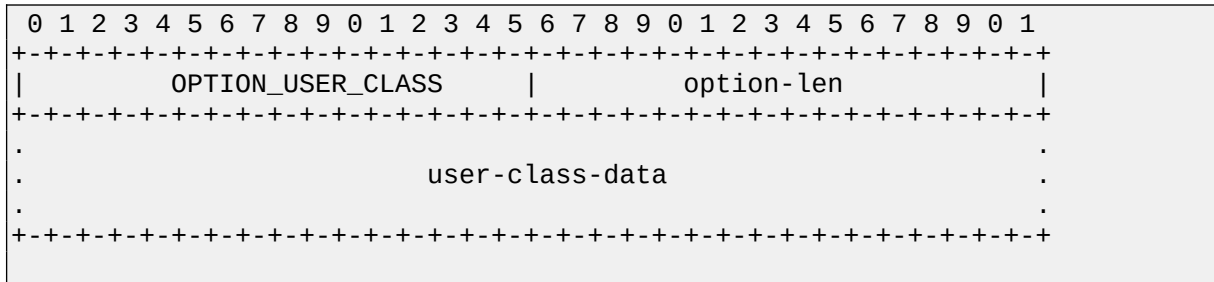 0 1 2 3 4 5 6 7 8 9 0 1 2 3 4 5 6 7 8 9 0 1 2 3 4 5 6 7 8 9 0 1
+-+-+-+-+-+-+-+-+-+-+-+-+-+-+-+-+-+-+-+-+-+-+-+-+-+-+-+-+-+-+-+-+
|         OPTION_USER_CLASS     |         option-len            |
+-+-+-+-+-+-+-+-+-+-+-+-+-+-+-+-+-+-+-+-+-+-+-+-+-+-+-+-+-+-+-+-+
.                                                               .
.                         user-class-data                       .
.                                                               .
+-+-+-+-+-+-+-+-+-+-+-+-+-+-+-+-+-+-+-+-+-+-+-+-+-+-+-+-+-+-+-+-+